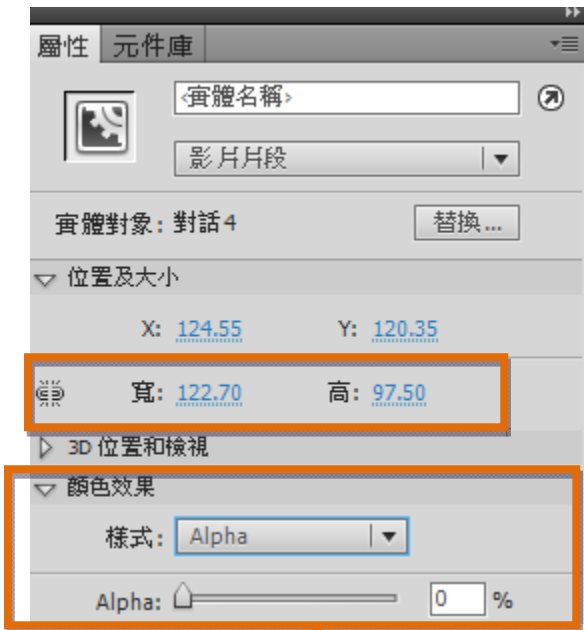 屬性 元件庫
<實體名稱>
影片片段
實體對象: 對話4 替換...
位置及大小
X: 124.55 Y: 120.35
寬: 122.70 高: 97.50
3D 位置和檢視
顏色效果
樣式: Alpha
Alpha: 0 %